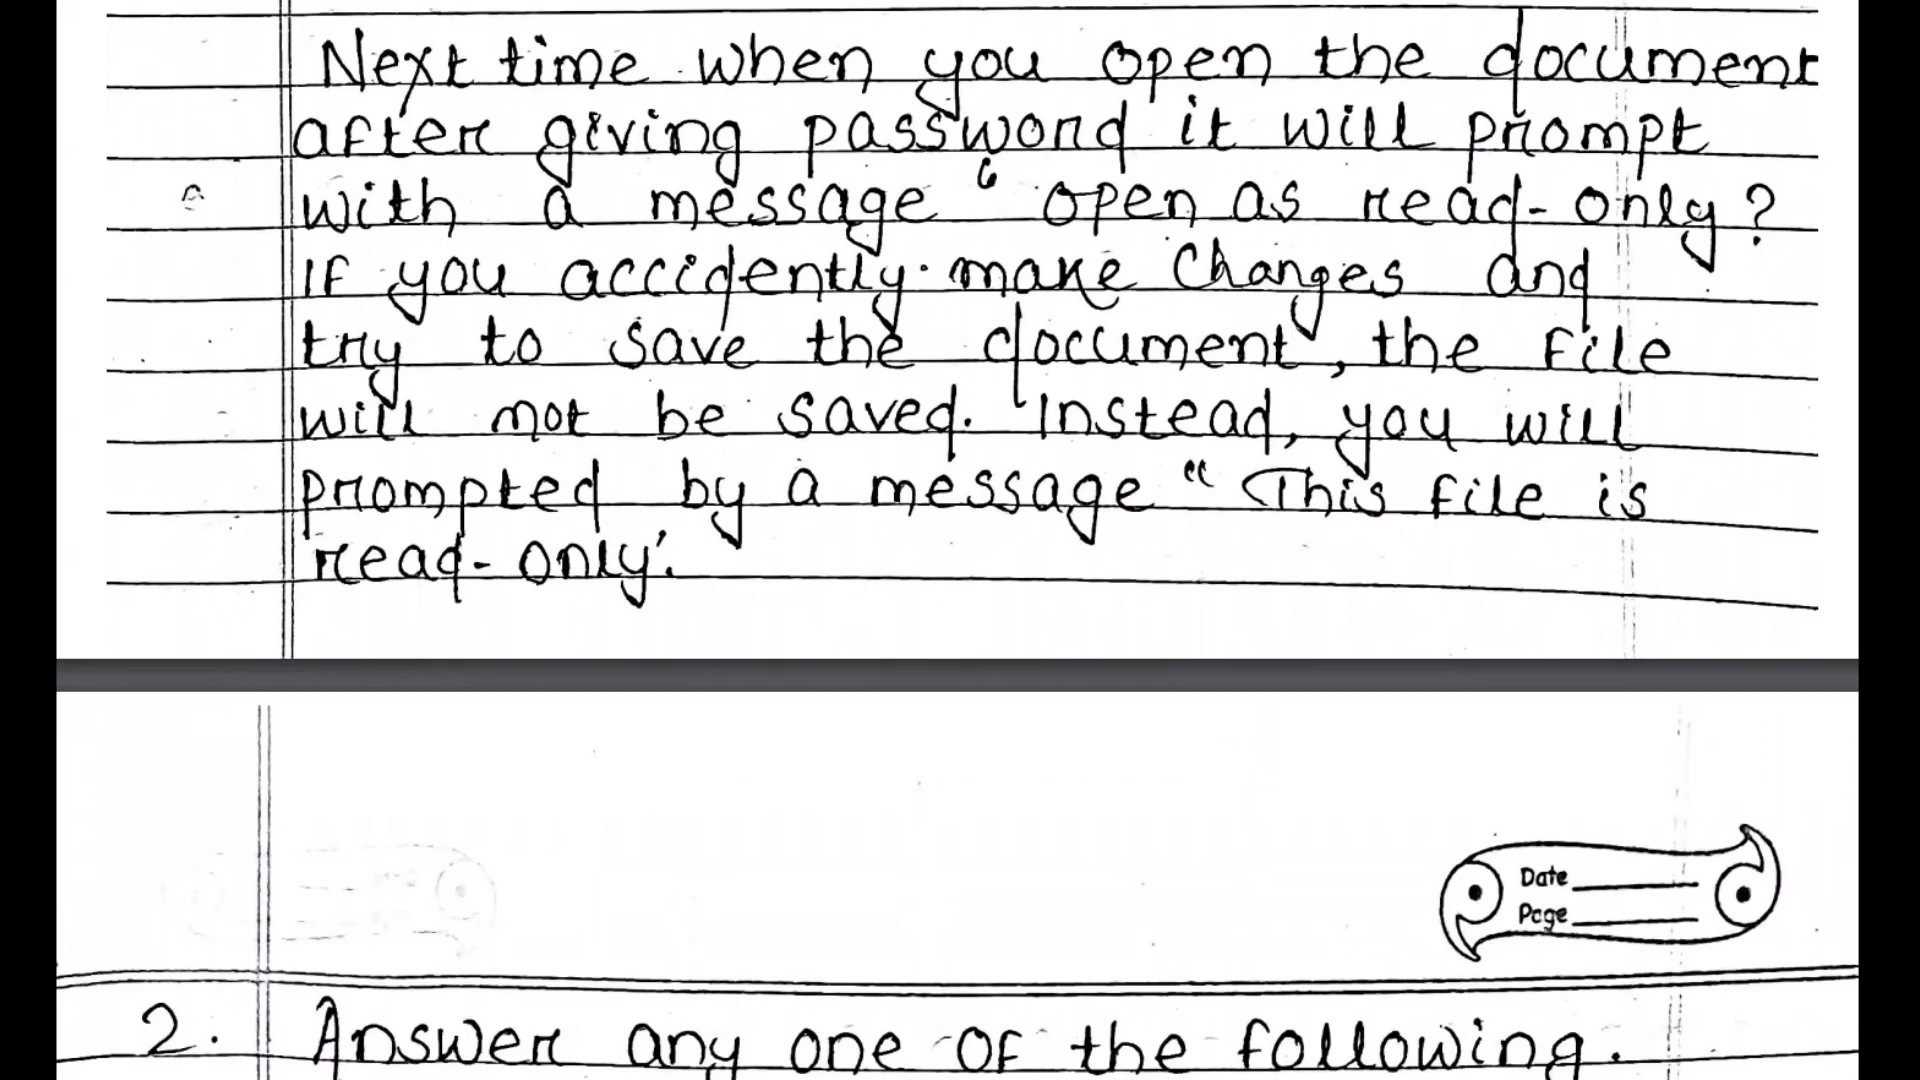 Next time when you open the document
after giving password it will prompt
with a message “ open as read-only?
If you accidently make changes and
try to save the document, the file
will not be saved. Instead, you will
prompted by a message “ This file is
read-only'.
Date
Page
2. Answer any one of the following.